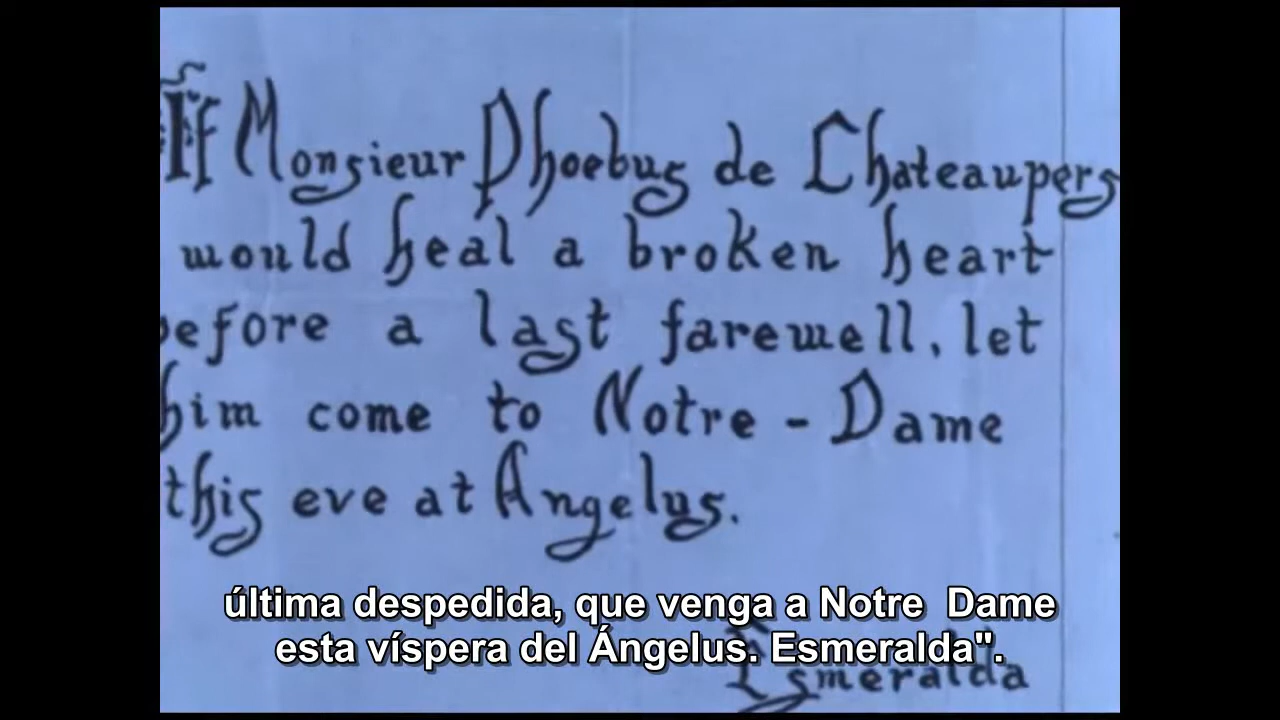 If Monsieur Phoebus de Chateaupers
would heal a broken heart
before a last farewell, let
him come to Notre-Dame
this eve at Angelus.
última despedida, que venga a Notre Dame
esta víspera del Ángelus. Esmeralda".
Esmeralda